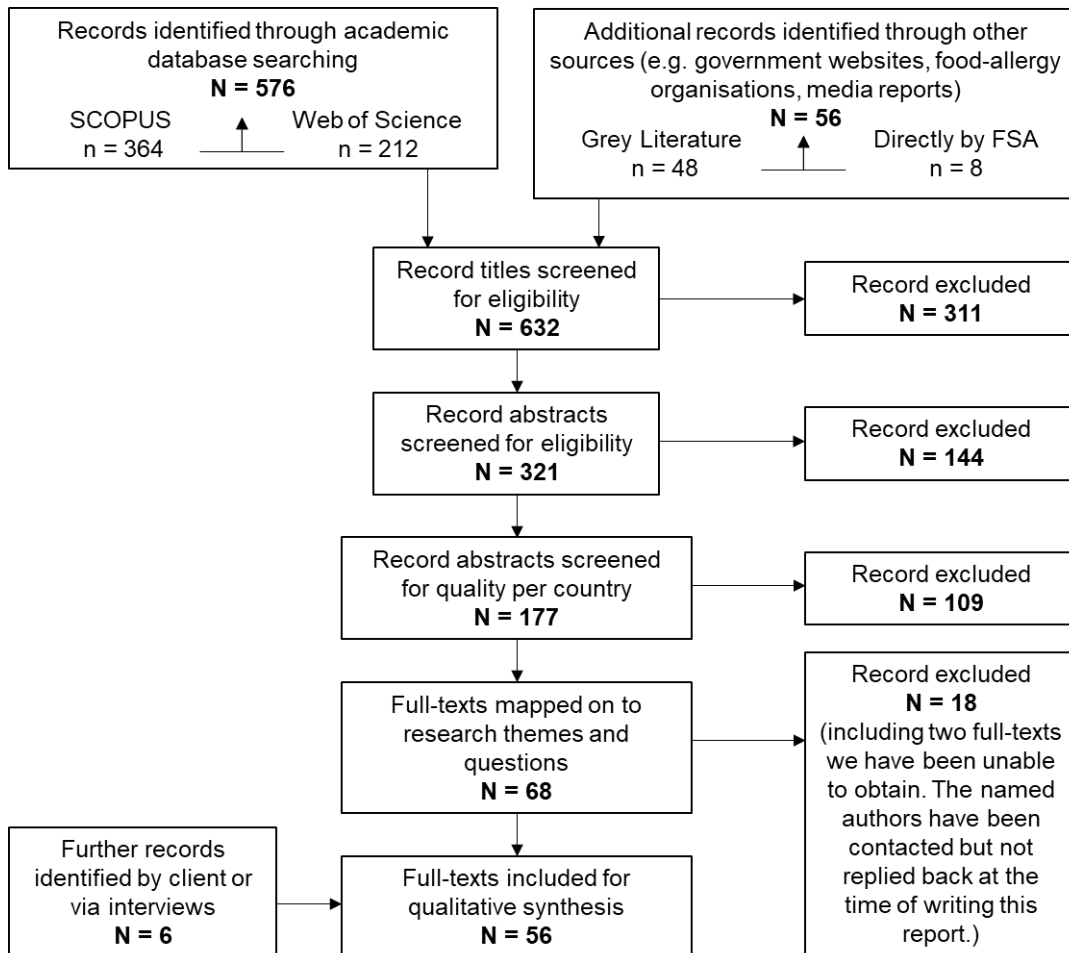 Records identified through academic
database searching
N = 576
SCOPUS
n = 364
Web of Science
n = 212
Additional records identified through other
sources (e.g. government websites, food-allergy
organisations, media reports)
N = 56
Grey Literature
n = 48
Directly by FSA
n = 8
Record titles screened
for eligibility
N = 632
Record excluded
N = 311
Record abstracts
screened for eligibility
N = 321
Record excluded
N = 144
Record abstracts screened
for quality per country
N = 177
Record excluded
N = 109
Full-texts mapped on to
research themes and
questions
N = 68
Record excluded
N = 18
(including two full-texts
we have been unable
to obtain. The named
authors have been
contacted but not
replied back at the
time of writing this
report.)
Further records
identified by client or
via interviews
N = 6
Full-texts included for
qualitative synthesis
N = 56